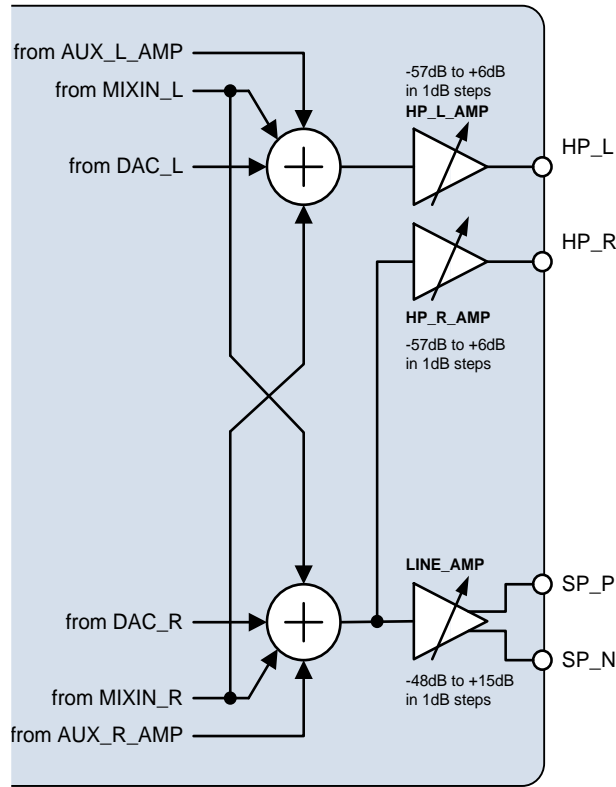 from AUX_L_AMP
from MIXIN_L
from DAC_L
-57dB to +6dB
in 1dB steps
HP_L_AMP
HP_L
HP_R
HP_R_AMP
-57dB to +6dB
in 1dB steps
LINE_AMP
SP_P
SP_N
-48dB to +15dB
in 1dB steps
from DAC_R
from MIXIN_R
from AUX_R_AMP